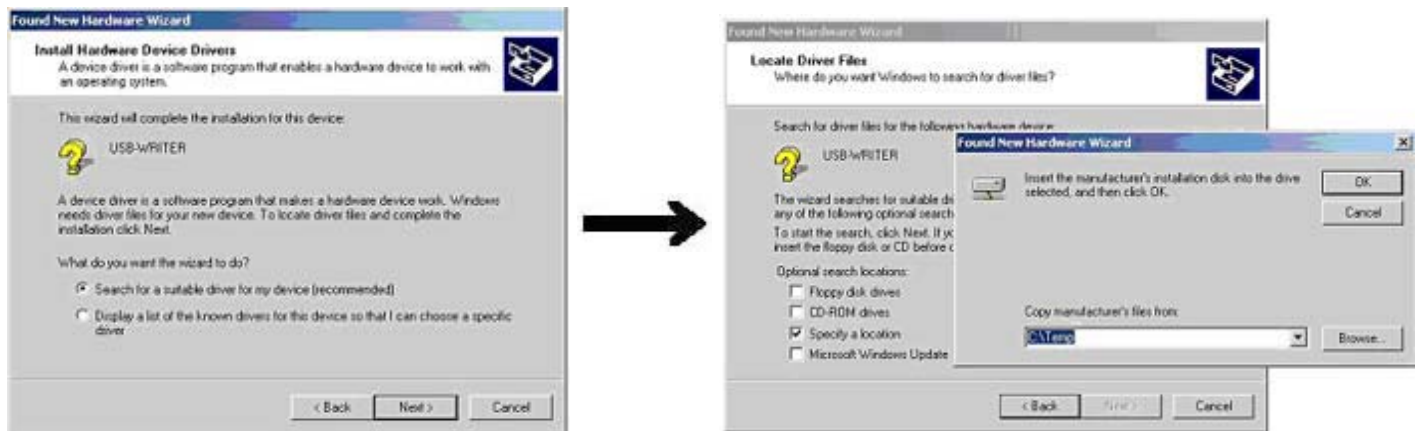 Found New Hardware Wizard
Install Hardware Device Drivers
A device driver is a software program that enables a hardware device to work with
an operating system.
This wizard will complete the installation for this device:
USB-WRITER
A device driver is a software program that makes a hardware device work. Windows
needs driver files for your new device. To locate driver files and complete the
installation click Next.
What do you want the wizard to do?
Search for a suitable driver for my device (recommended)
Display a list of the known drivers for this device so that I can choose a specific
driver
< Back
Next >
Cancel
Found New Hardware Wizard
Locate Driver Files
Where do you want Windows to search for driver files?
Search for driver files for the following hardware device:
USB-WRITER
The wizard searches for suitable
any of the following optional search
To start the search, click Next. If
insert the floppy disk or CD before
Optional search locations:
Floppy disk drives
CD-ROM drives
Specify a location
Microsoft Windows Update
< Back
Next >
Cancel
Found New Hardware Wizard
Insert the manufacturer's installation disk into the drive
selected, and then click OK.
OK
Cancel
Copy manufacturer's files from:
C:\Temp
Browse...